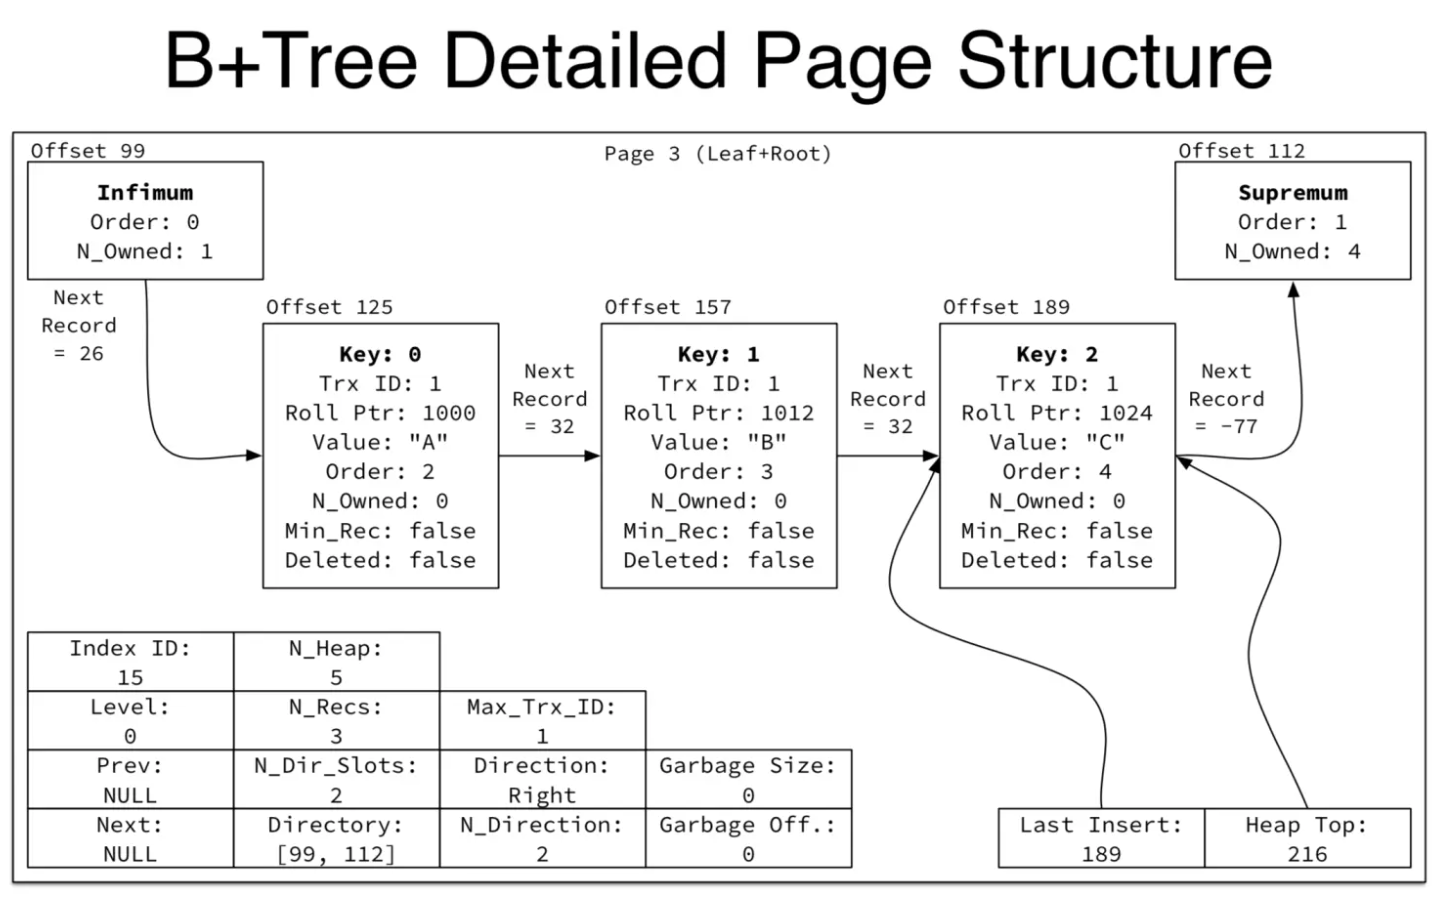 B+Tree Detailed Page Structure
Page 3 (Leaf+Root)
Offset 99
Infimum
Order: 0
N_Owned: 1
Next
Record
= 26
Offset 125
Key: 0
Trx ID: 1
Roll Ptr: 1000
Value: "A"
Order: 2
N_Owned: 0
Min_Rec: false
Deleted: false
Next
Record
= 32
Offset 157
Key: 1
Trx ID: 1
Roll Ptr: 1012
Value: "B"
Order: 3
N_Owned: 0
Min_Rec: false
Deleted: false
Next
Record
= 32
Offset 189
Key: 2
Trx ID: 1
Roll Ptr: 1024
Value: "C"
Order: 4
N_Owned: 0
Min_Rec: false
Deleted: false
Next
Record
= -77
Offset 112
Supremum
Order: 1
N_Owned: 4
Index ID:
15
N_Heap:
5
Level:
0
N_Recs:
3
Max_Trx_ID:
1
Prev:
NULL
N_Dir_Slots:
2
Direction:
Right
Garbage Size:
0
Next:
NULL
Directory:
[99, 112]
N_Direction:
2
Garbage Off.:
0
Last Insert:
189
Heap Top:
216